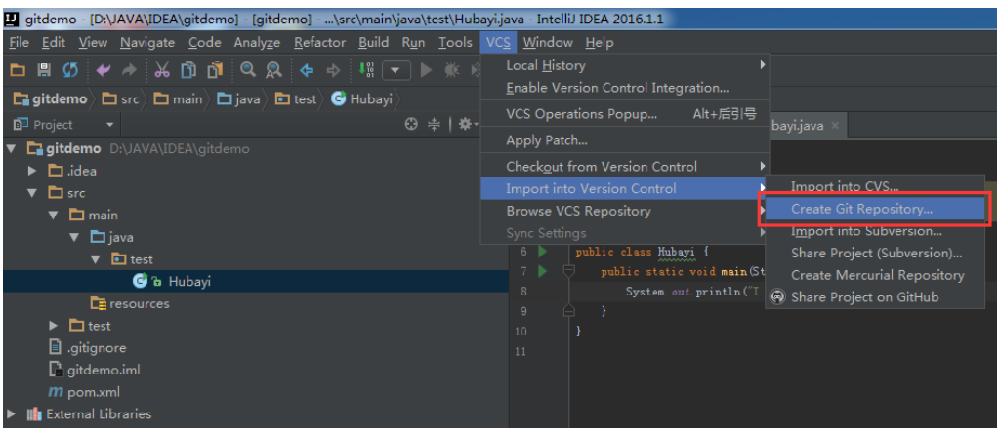 gitdemo - [D:\JAVA\IDEA\gitdemo] - [gitdemo] - ...\src\main\java\test\Hubayi.java - IntelliJ IDEA 2016.1.1
File Edit View Navigate Code Analyze Refactor Build Run Tools VCS Window Help
gitdemo src main java test Hubayi
Project
gitdemo D:\JAVA\IDEA\gitdemo
.idea
src
main
java
test
Hubayi
resources
test
.gitignore
gitdemo.iml
pom.xml
External Libraries
Local History
Enable Version Control Integration...
VCS Operations Popup... Alt+后引号
Apply Patch...
Checkout from Version Control
Import into Version Control
Browse VCS Repository
Sync Settings
Import into CVS...
Create Git Repository...
Import into Subversion...
Share Project (Subversion)...
Create Mercurial Repository
Share Project on GitHub
bayi.java
6 public class Hubayi {
7 public static void main(St
8 System.out.println("I
9 }
10 }
11